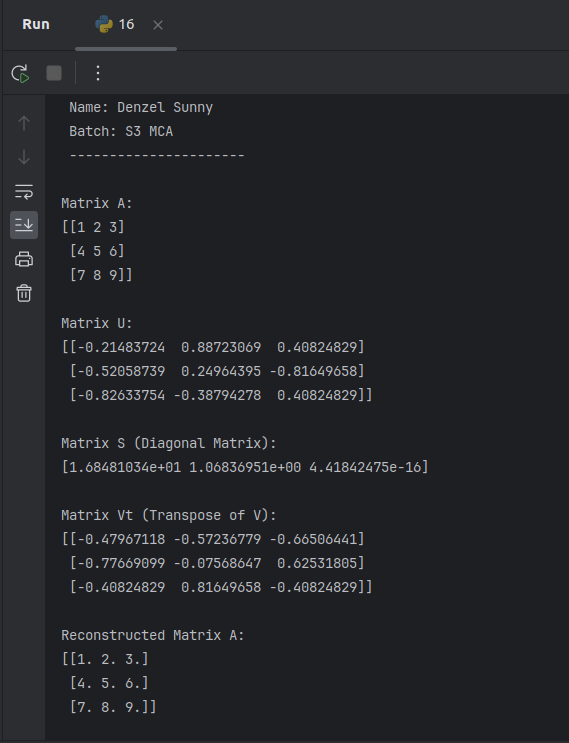 Run
16
Name: Denzel Sunny
Batch: S3 MCA
----------------------
Matrix A:
[[1 2 3]
[4 5 6]
[7 8 9]]
Matrix U:
[[-0.21483724  0.88723069  0.40824829]
[-0.52058739  0.24964395 -0.81649658]
[-0.82633754 -0.38794278  0.40824829]]
Matrix S (Diagonal Matrix):
[1.68481034e+01 1.06836951e+00 4.41842475e-16]
Matrix Vt (Transpose of V):
[[-0.47967118 -0.57236779 -0.66506441]
[-0.77669099 -0.07568647  0.62531805]
[-0.40824829  0.81649658 -0.40824829]]
Reconstructed Matrix A:
[[1. 2. 3.]
[4. 5. 6.]
[7. 8. 9.]]